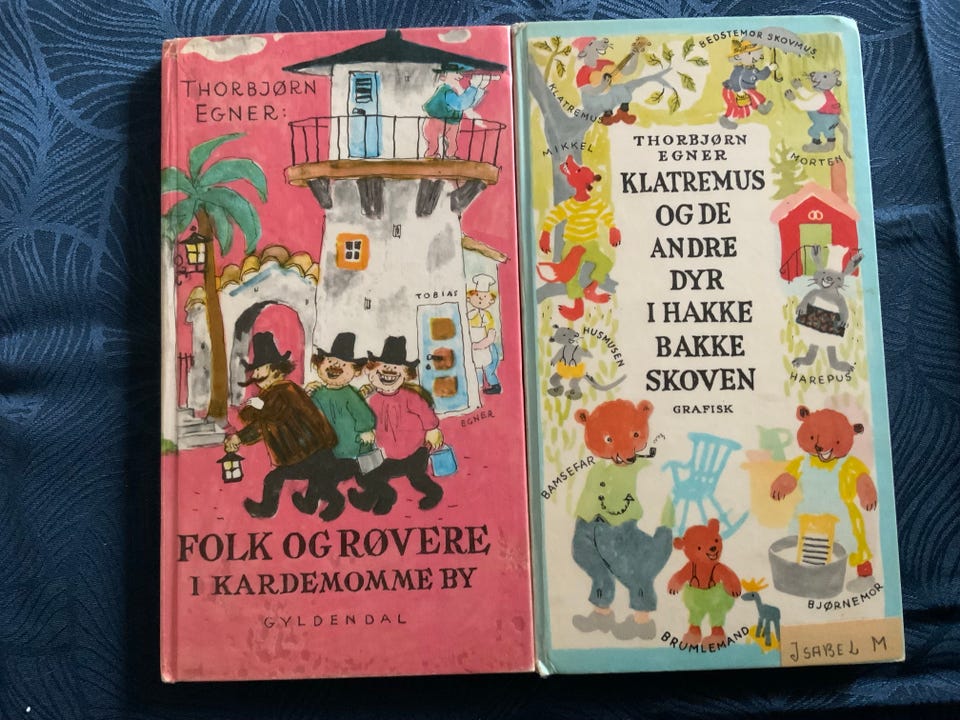 THORBJØRN
EGNER:
TOBIAS
EGNER
FOLK OG RØVERE
I KARDEMOMME BY
GYLDENDAL
BEDSTEMOR SKOVMUS
KLATREMUS
MIKKEL
MORTEN
THORBJØRN
EGNER
KLATREMUS
OG DE
ANDRE
DYR
I HAKKE
BAKKE
SKOVEN
GRAFISK
HUSMUSEN
HAREPUS
BAMSEFAR
BJØRNEMOR
BRUMLEMAND
ISABEL M